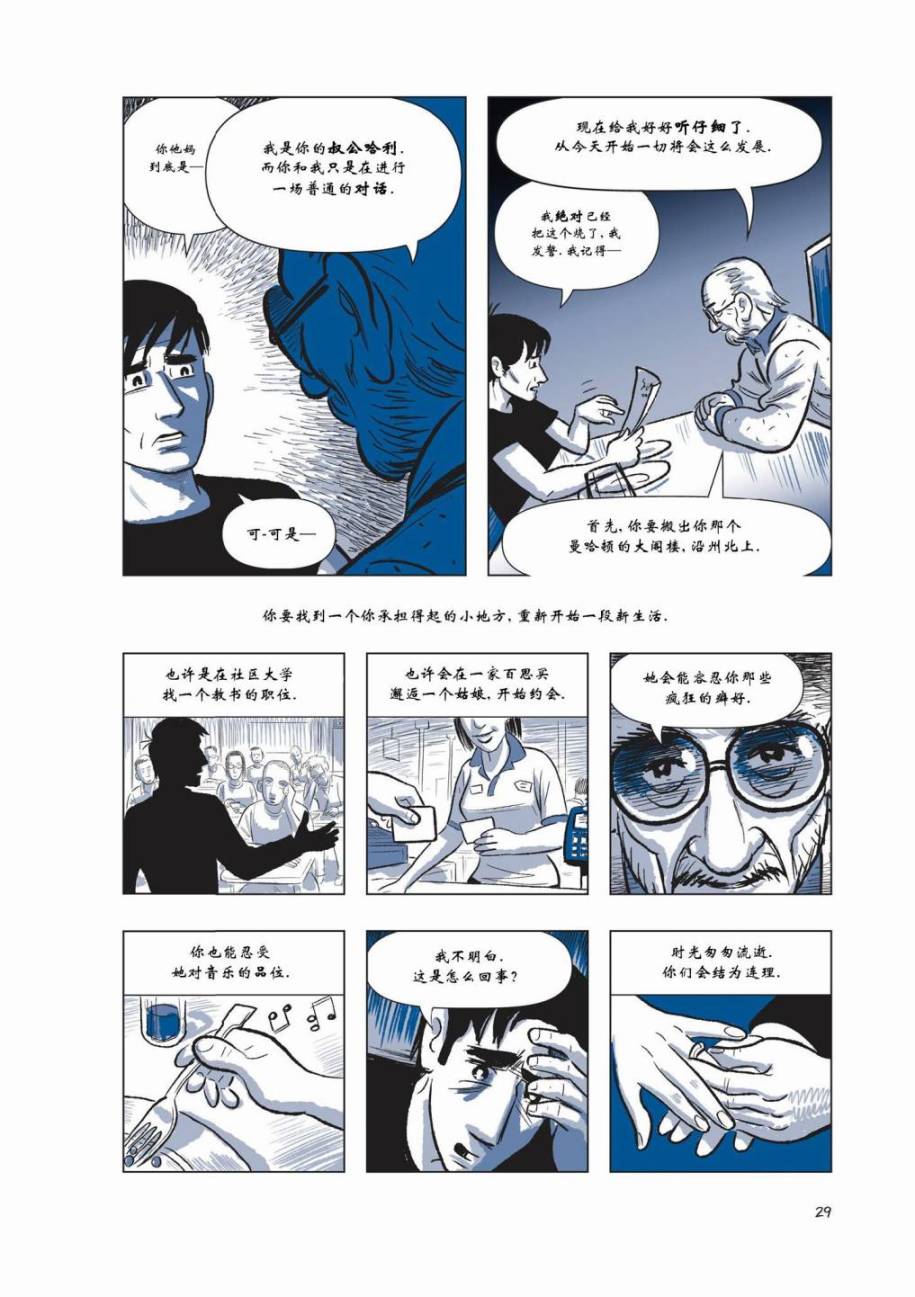 你他妈
到底是—
我是你的叔公哈利.
而你和我只是在进行
一场普通的对话.
可-可是—
现在给我好好听仔细了.
从今天开始一切将会这么发展.
我绝对已经
把这个烧了, 我
发誓. 我记得—
首先, 你要搬出你那个
曼哈顿的大阁楼, 沿州北上.
你要找到一个你承担得起的小地方, 重新开始一段新生活.
也许是在社区大学
找一个教书的职位.
也许会在一家百思买
邂逅一个姑娘, 开始约会.
她会能容忍你那些
疯狂的癖好.
你也能忍受
她对音乐的品位.
我不明白.
这是怎么回事?
时光匆匆流逝.
你们会结为连理.
29